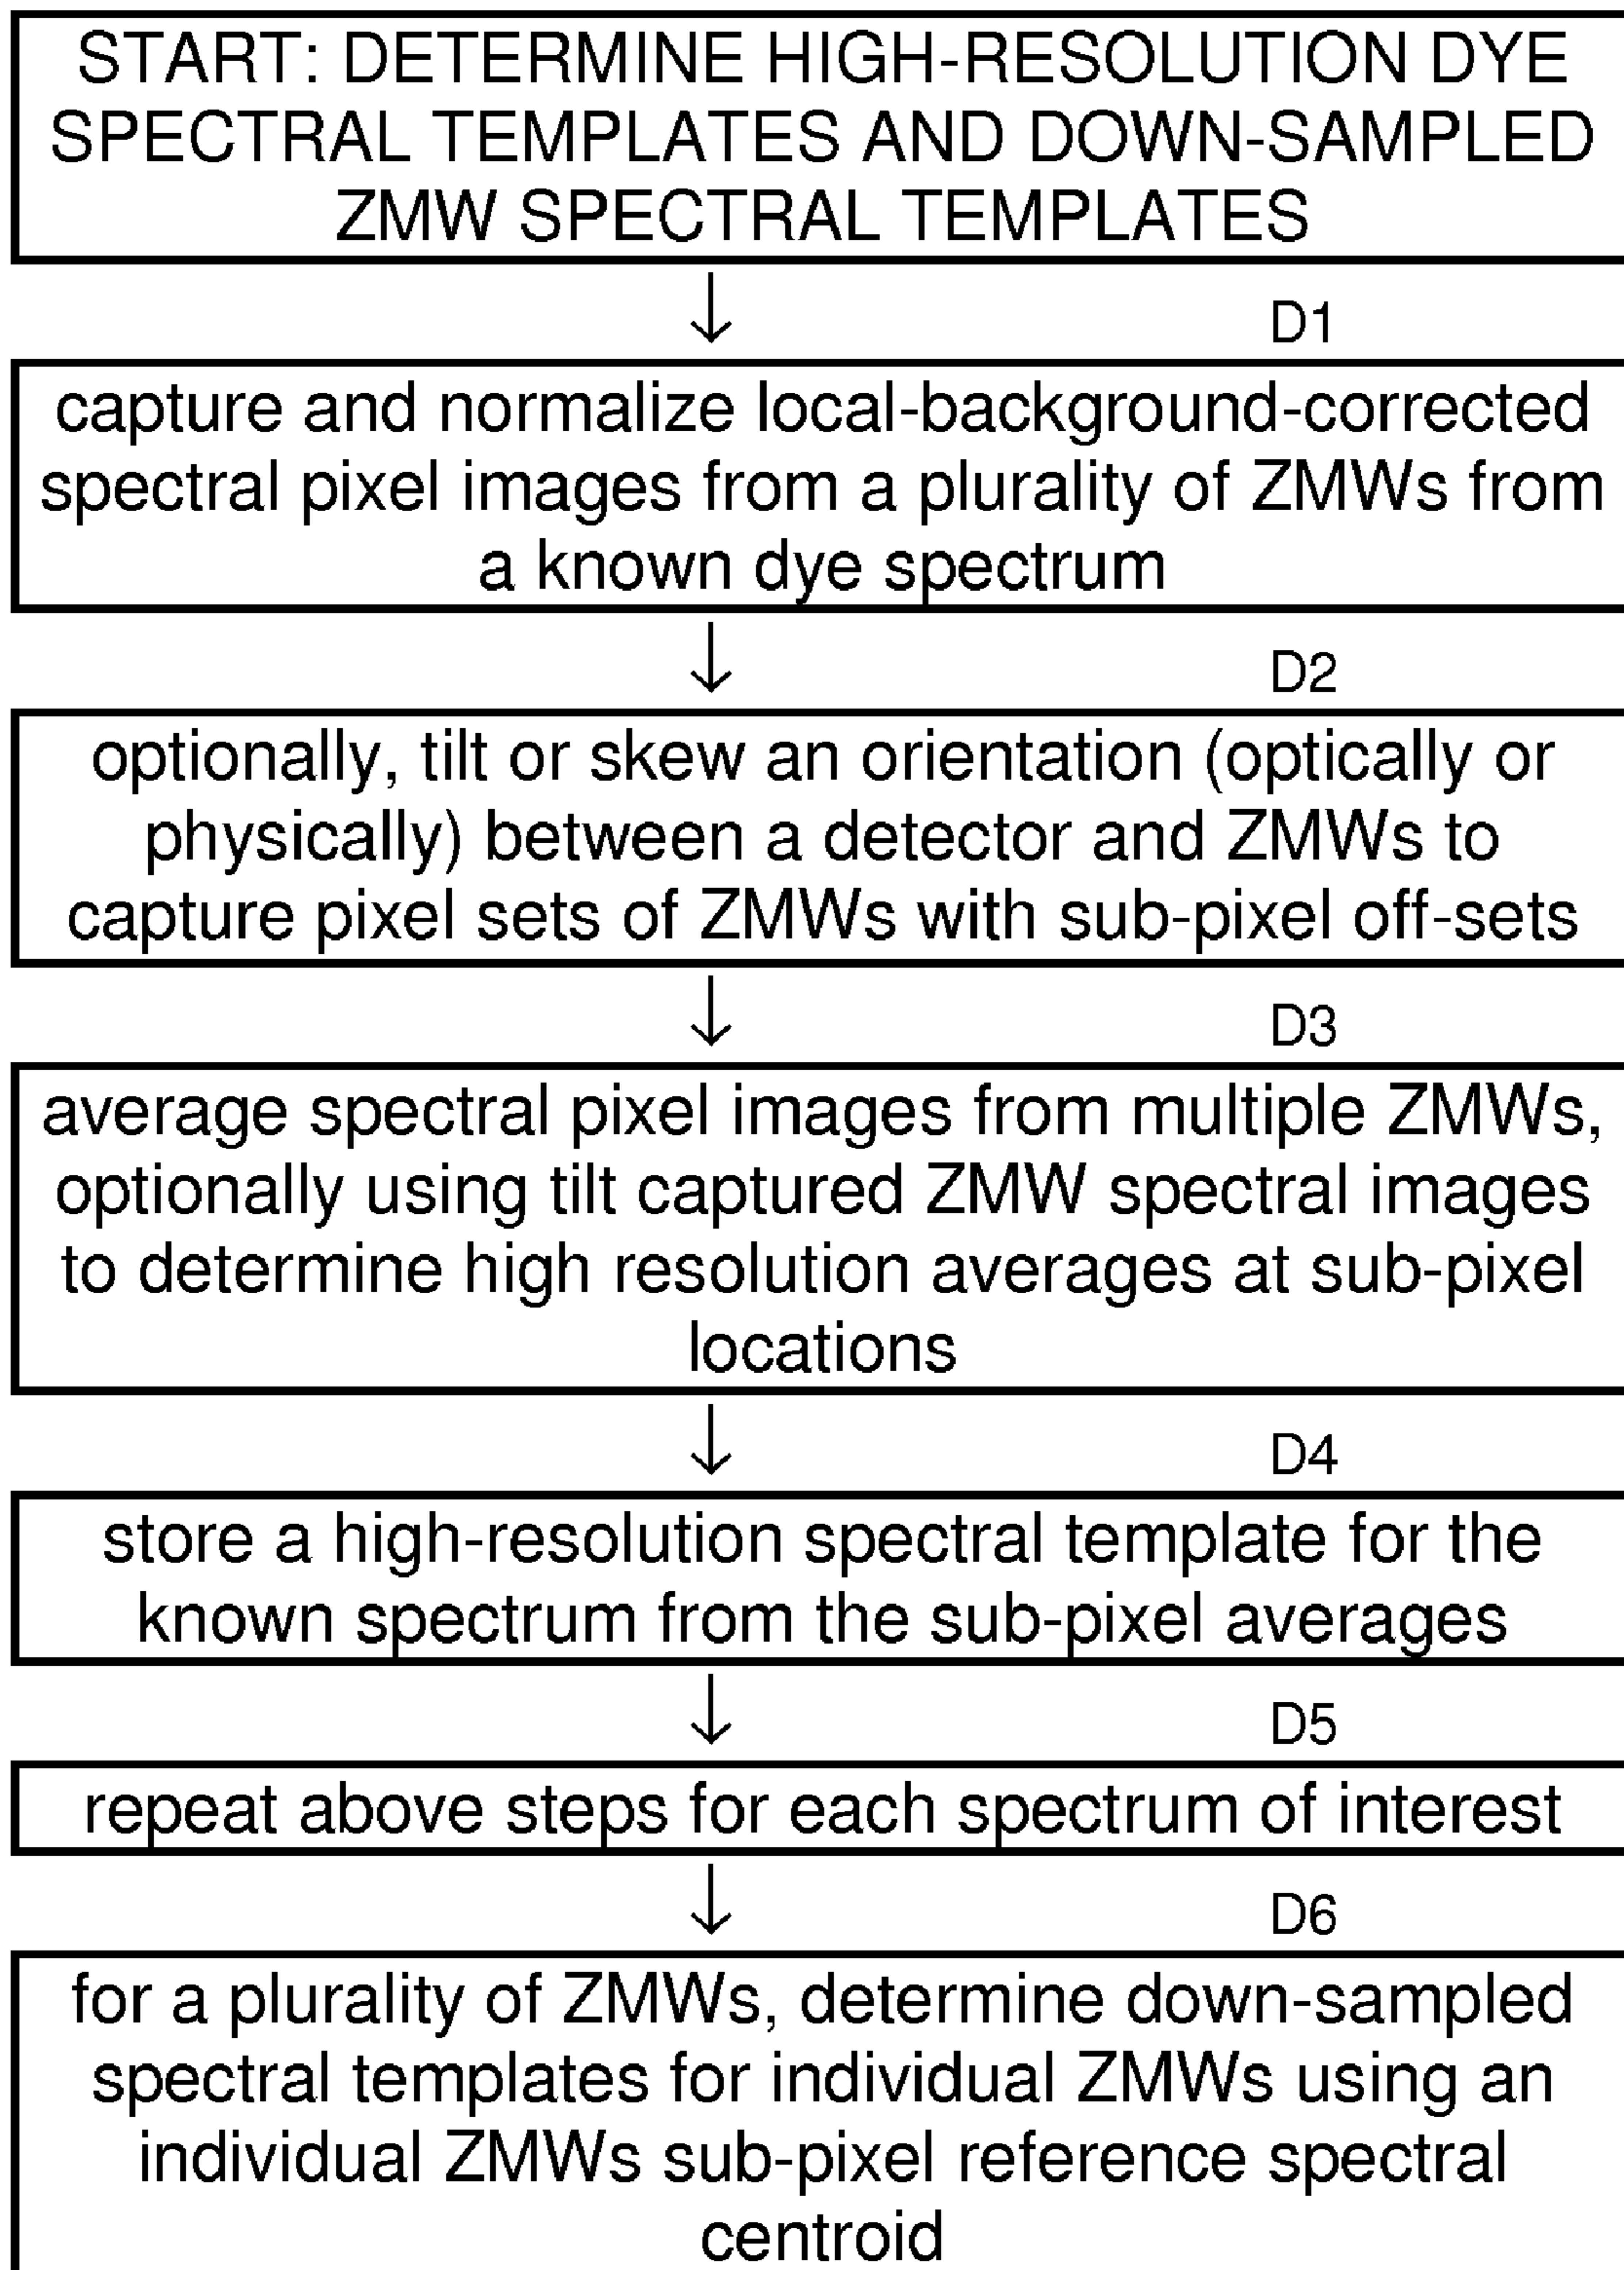 START: DETERMINE HIGH-RESOLUTION DYE
SPECTRAL TEMPLATES AND DOWN-SAMPLED
ZMW SPECTRAL TEMPLATES
D1
capture and normalize local-background-corrected
spectral pixel images from a plurality of ZMWs from
a known dye spectrum
D2
optionally, tilt or skew an orientation (optically or
physically) between a detector and ZMWs to
capture pixel sets of ZMWs with sub-pixel off-sets
D3
average spectral pixel images from multiple ZMWs,
optionally using tilt captured ZMW spectral images
to determine high resolution averages at sub-pixel
locations
D4
store a high-resolution spectral template for the
known spectrum from the sub-pixel averages
D5
repeat above steps for each spectrum of interest
D6
for a plurality of ZMWs, determine down-sampled
spectral templates for individual ZMWs using an
individual ZMWs sub-pixel reference spectral
centroid